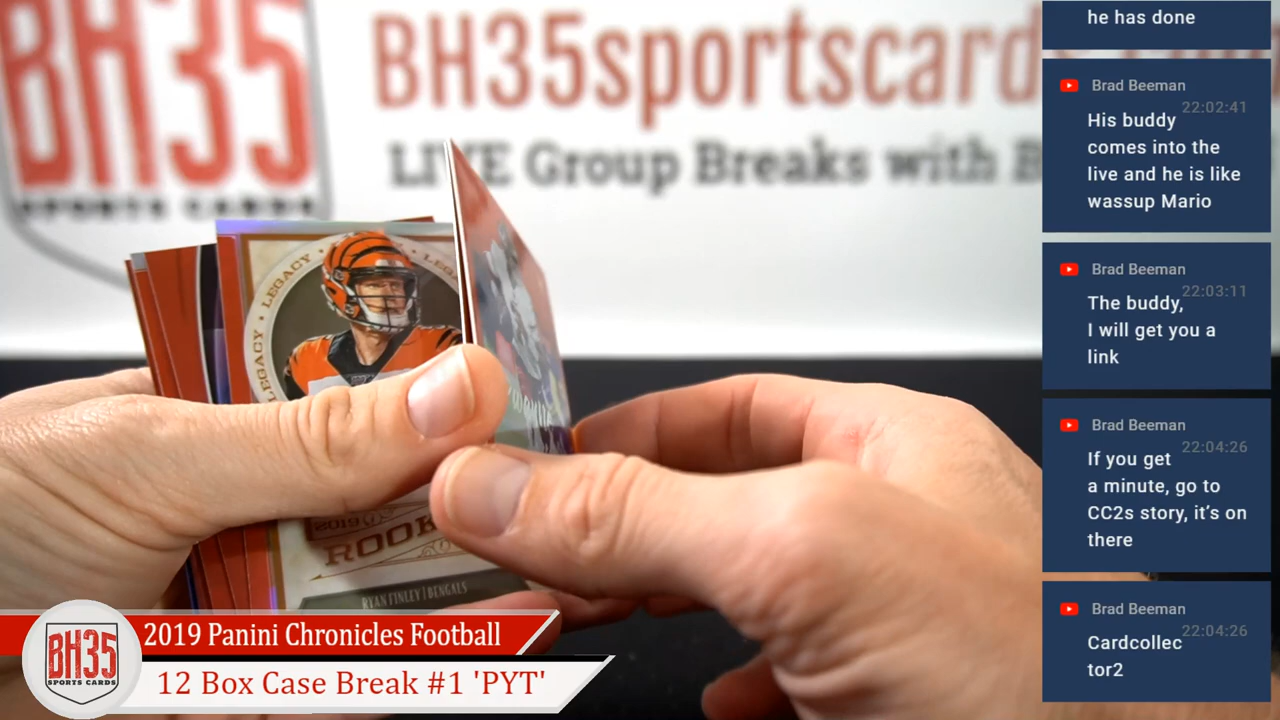 BH35
SPORTS CARDS
BH35sportscard
LIVE Group Breaks with B
LEGACY • LEGACY
LEGACY
2019
ROOK
RYAN FINLEY | BENGALS
BH35
SPORTS CARDS
2019 Panini Chronicles Football
12 Box Case Break #1 'PYT'
he has done
Brad Beeman
22:02:41
His buddy
comes into the
live and he is like
wassup Mario
Brad Beeman
22:03:11
The buddy,
I will get you a
link
Brad Beeman
22:04:26
If you get
a minute, go to
CC2s story, it's on
there
Brad Beeman
22:04:26
Cardcollec
tor2